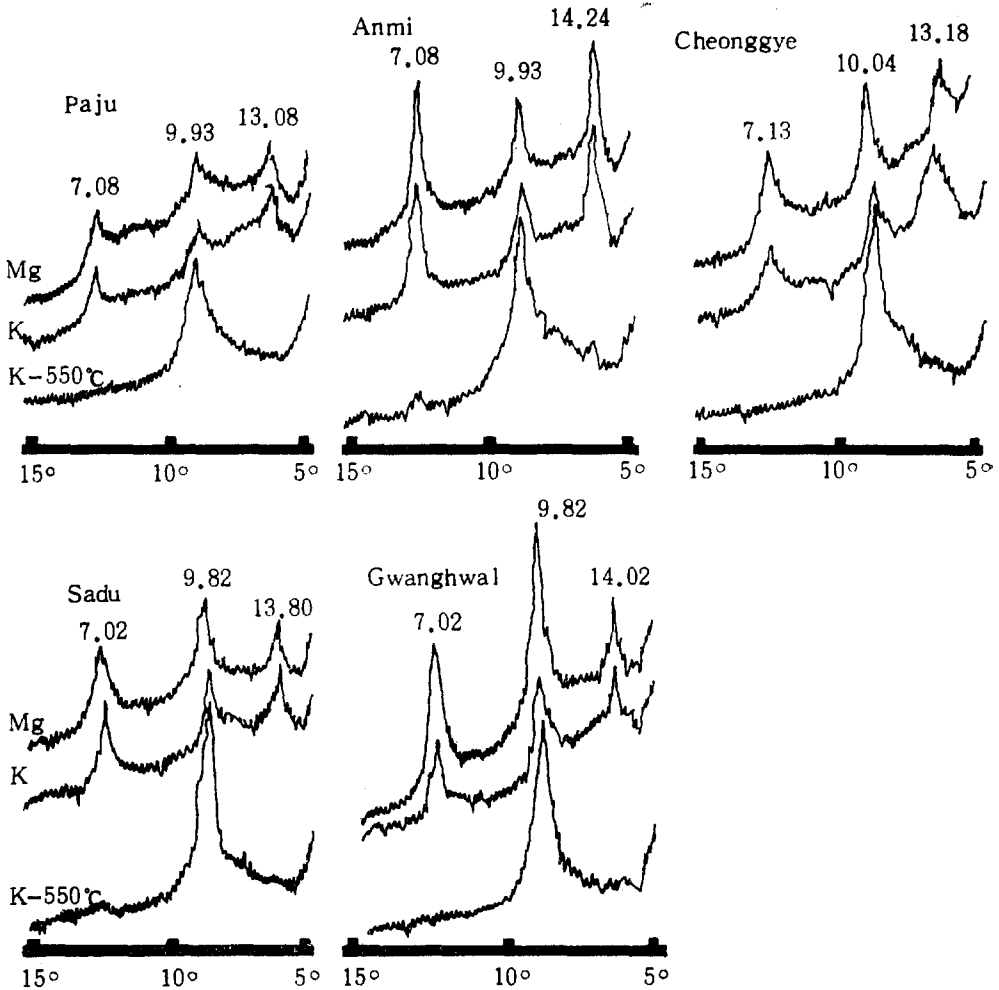 Paju
7.08
9.93
13.08
Mg
K
K-550℃
15° 10° 5°
Anmi
7.08
9.93
14.24
15° 10° 5°
Cheonggye
7.13
10.04
13.18
15° 10° 5°
Sadu
7.02
9.82
13.80
Mg
K
K-550℃
15° 10° 5°
Gwanghwal
7.02
9.82
14.02
15° 10° 5°